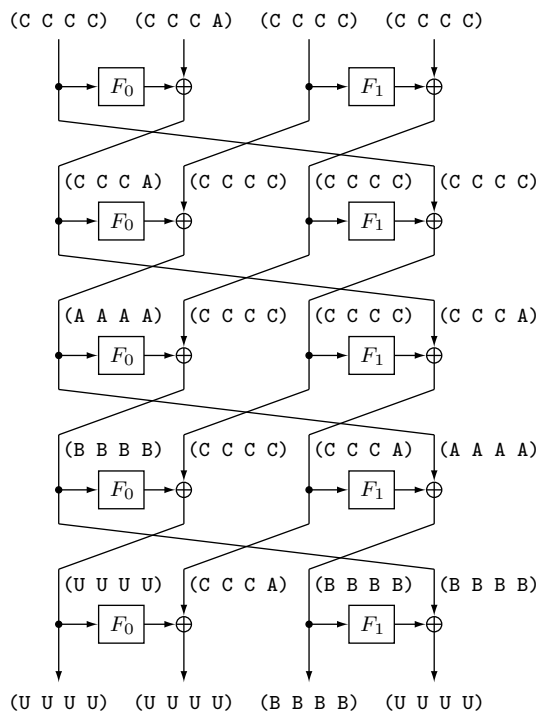 (C C C C) (C C C A) (C C C C) (C C C C)
F0 F1
(C C C A) (C C C C) (C C C C) (C C C C)
F0 F1
(A A A A) (C C C C) (C C C C) (C C C A)
F0 F1
(B B B B) (C C C C) (C C C A) (A A A A)
F0 F1
(U U U U) (C C C A) (B B B B) (B B B B)
F0 F1
(U U U U) (U U U U) (B B B B) (U U U U)